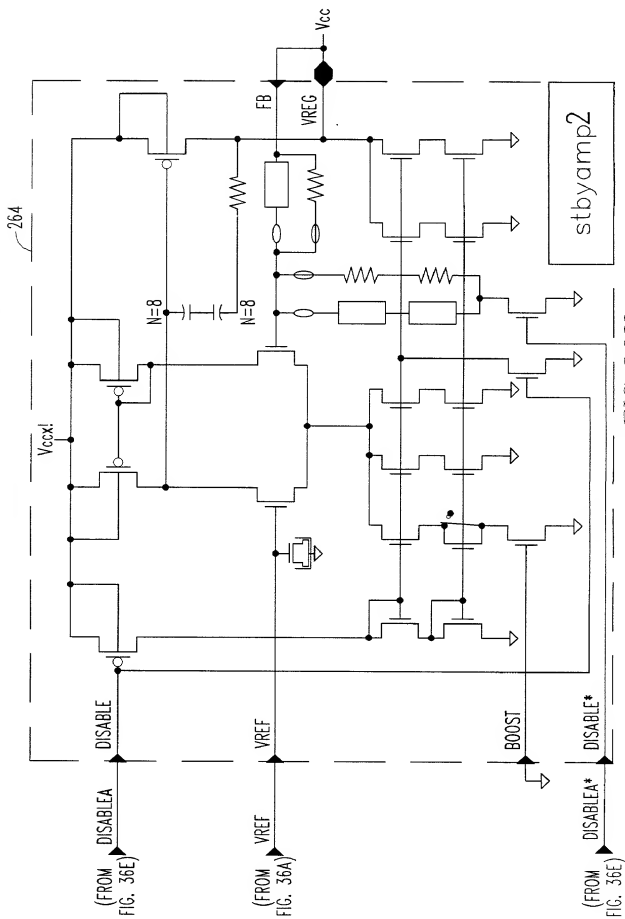 264
Vccx!
(FROM
FIG. 36E)
DISABLEA
DISABLE
N=8
N=8
FB
VREG
Vcc
(FROM
FIG. 36A)
VREF
VREF
BOOST
(FROM
FIG. 36E)
DISABLEA*
DISABLE*
stbyamp2